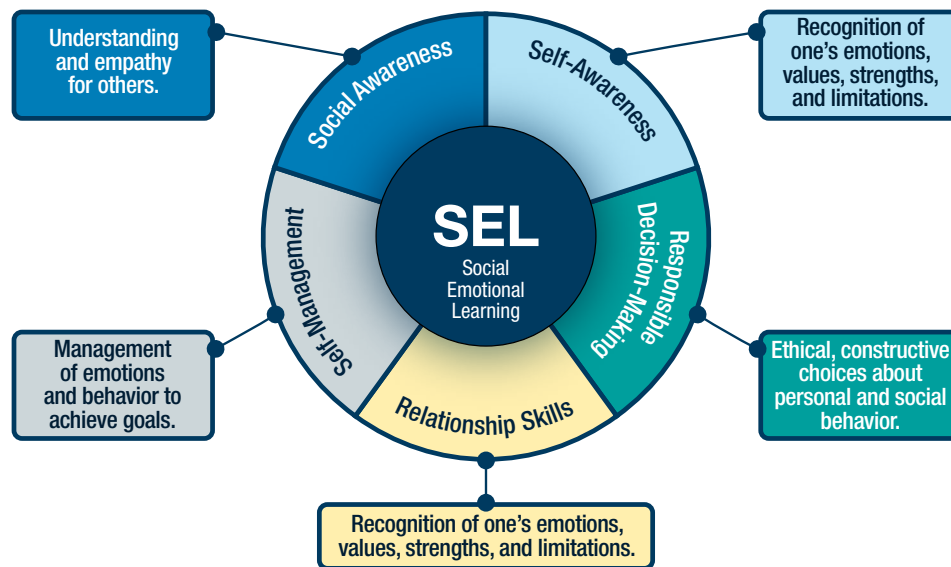 Understanding
and empathy
for others.
Social Awareness
Self-Awareness
Recognition of
one’s emotions,
values, strengths,
and limitations.
SEL
Social
Emotional
Learning
Self-Management
Responsible
Decision-Making
Management
of emotions
and behavior to
achieve goals.
Relationship Skills
Ethical, constructive
choices about
personal and social
behavior.
Recognition of one’s emotions,
values, strengths, and limitations.